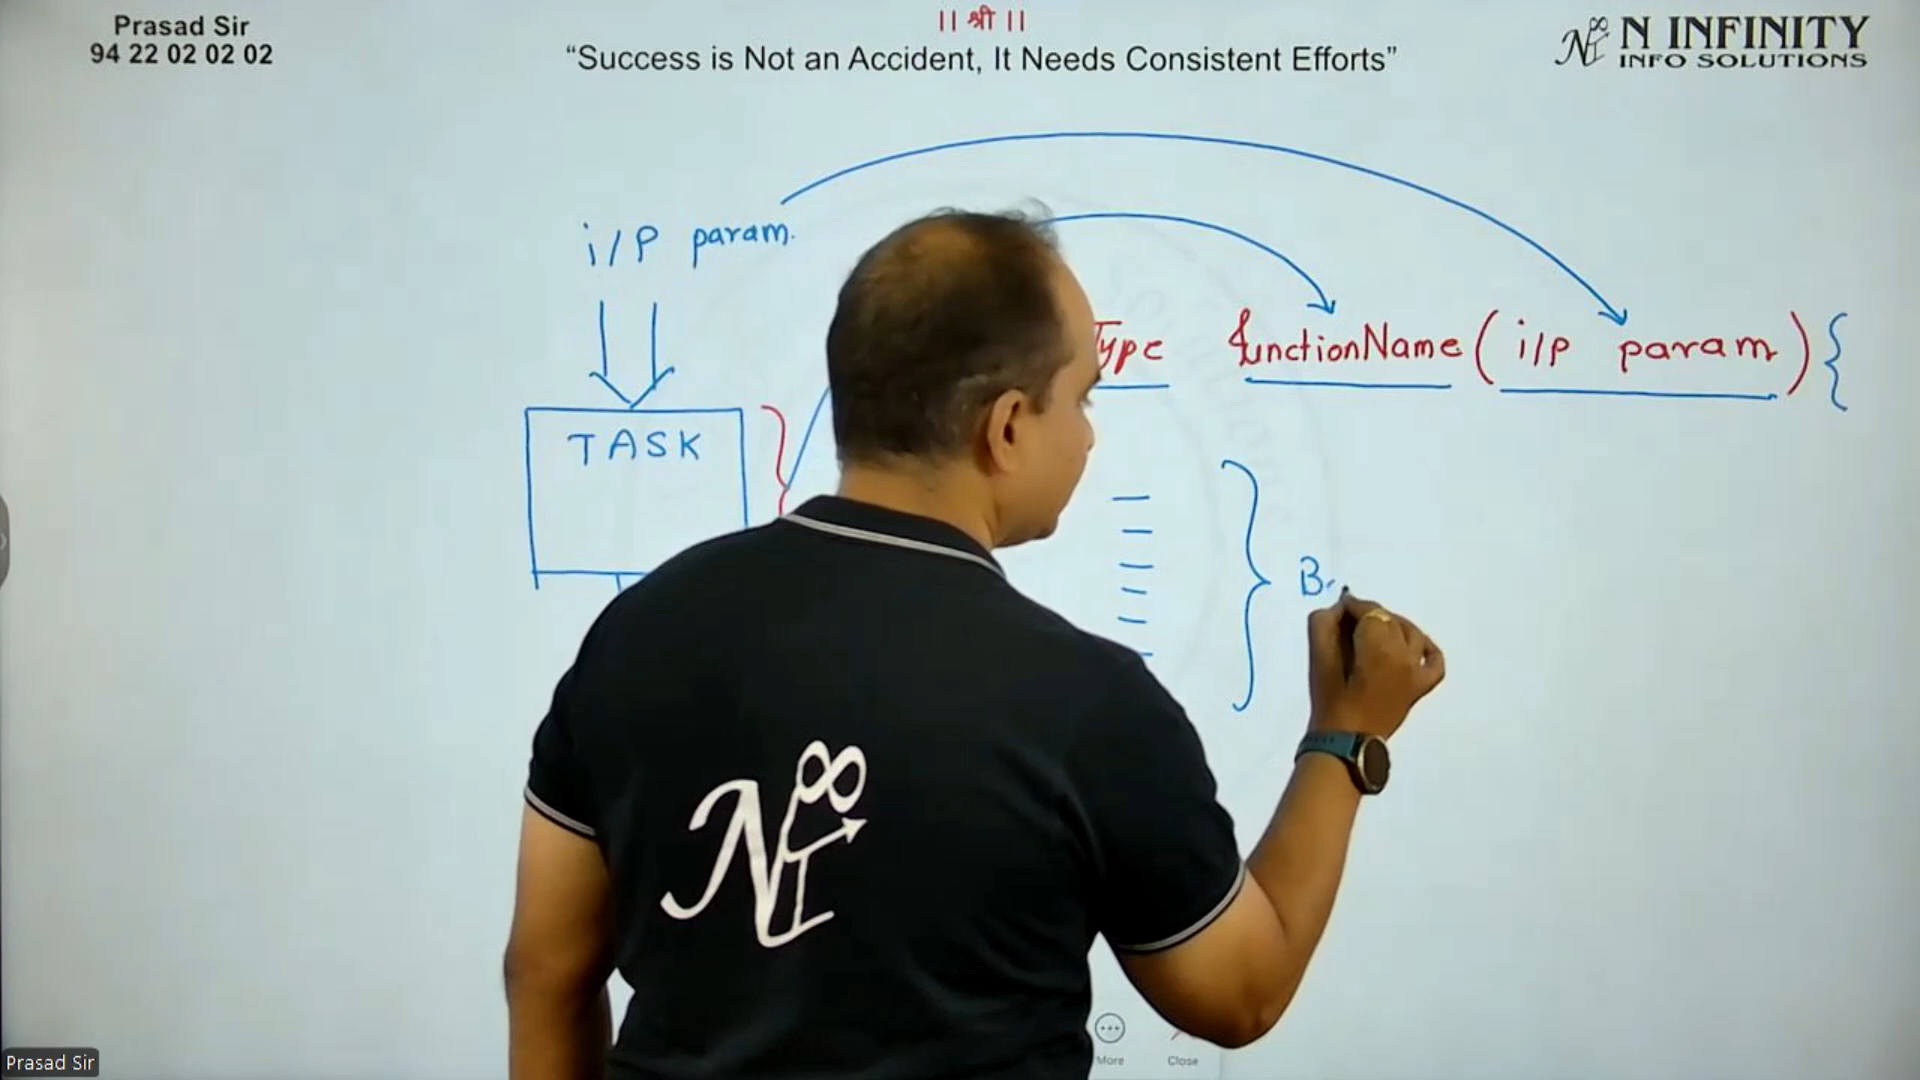 Prasad Sir
94 22 02 02 02
|| श्री ||
“Success is Not an Accident, It Needs Consistent Efforts”
N INFINITY
INFO SOLUTIONS
i/P param.
Type functionName (i/p param) {
TASK
B
More
Close
Prasad Sir